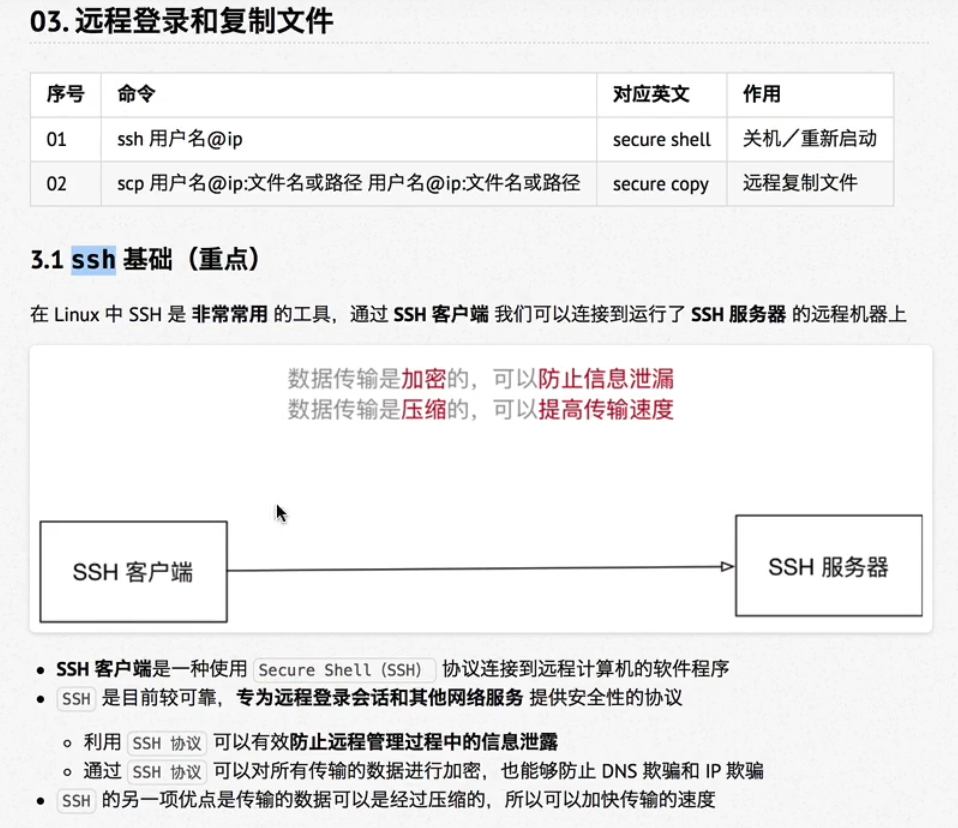 03. 远程登录和复制文件
序号 命令 对应英文 作用
01 ssh 用户名@ip secure shell 关机／重新启动
02 scp 用户名@ip:文件名或路径 用户名@ip:文件名或路径 secure copy 远程复制文件
3.1 ssh 基础（重点）
在 Linux 中 SSH 是 非常常用 的工具，通过 SSH 客户端 我们可以连接到运行了 SSH 服务器 的远程机器上
数据传输是加密的，可以防止信息泄漏
数据传输是压缩的，可以提高传输速度
SSH 客户端
SSH 服务器
SSH 客户端是一种使用 Secure Shell（SSH） 协议连接到远程计算机的软件程序
SSH 是目前较可靠，专为远程登录会话和其他网络服务 提供安全性的协议
利用 SSH 协议 可以有效防止远程管理过程中的信息泄露
通过 SSH 协议 可以对所有传输的数据进行加密，也能够防止 DNS 欺骗和 IP 欺骗
SSH 的另一项优点是传输的数据可以是经过压缩的，所以可以加快传输的速度